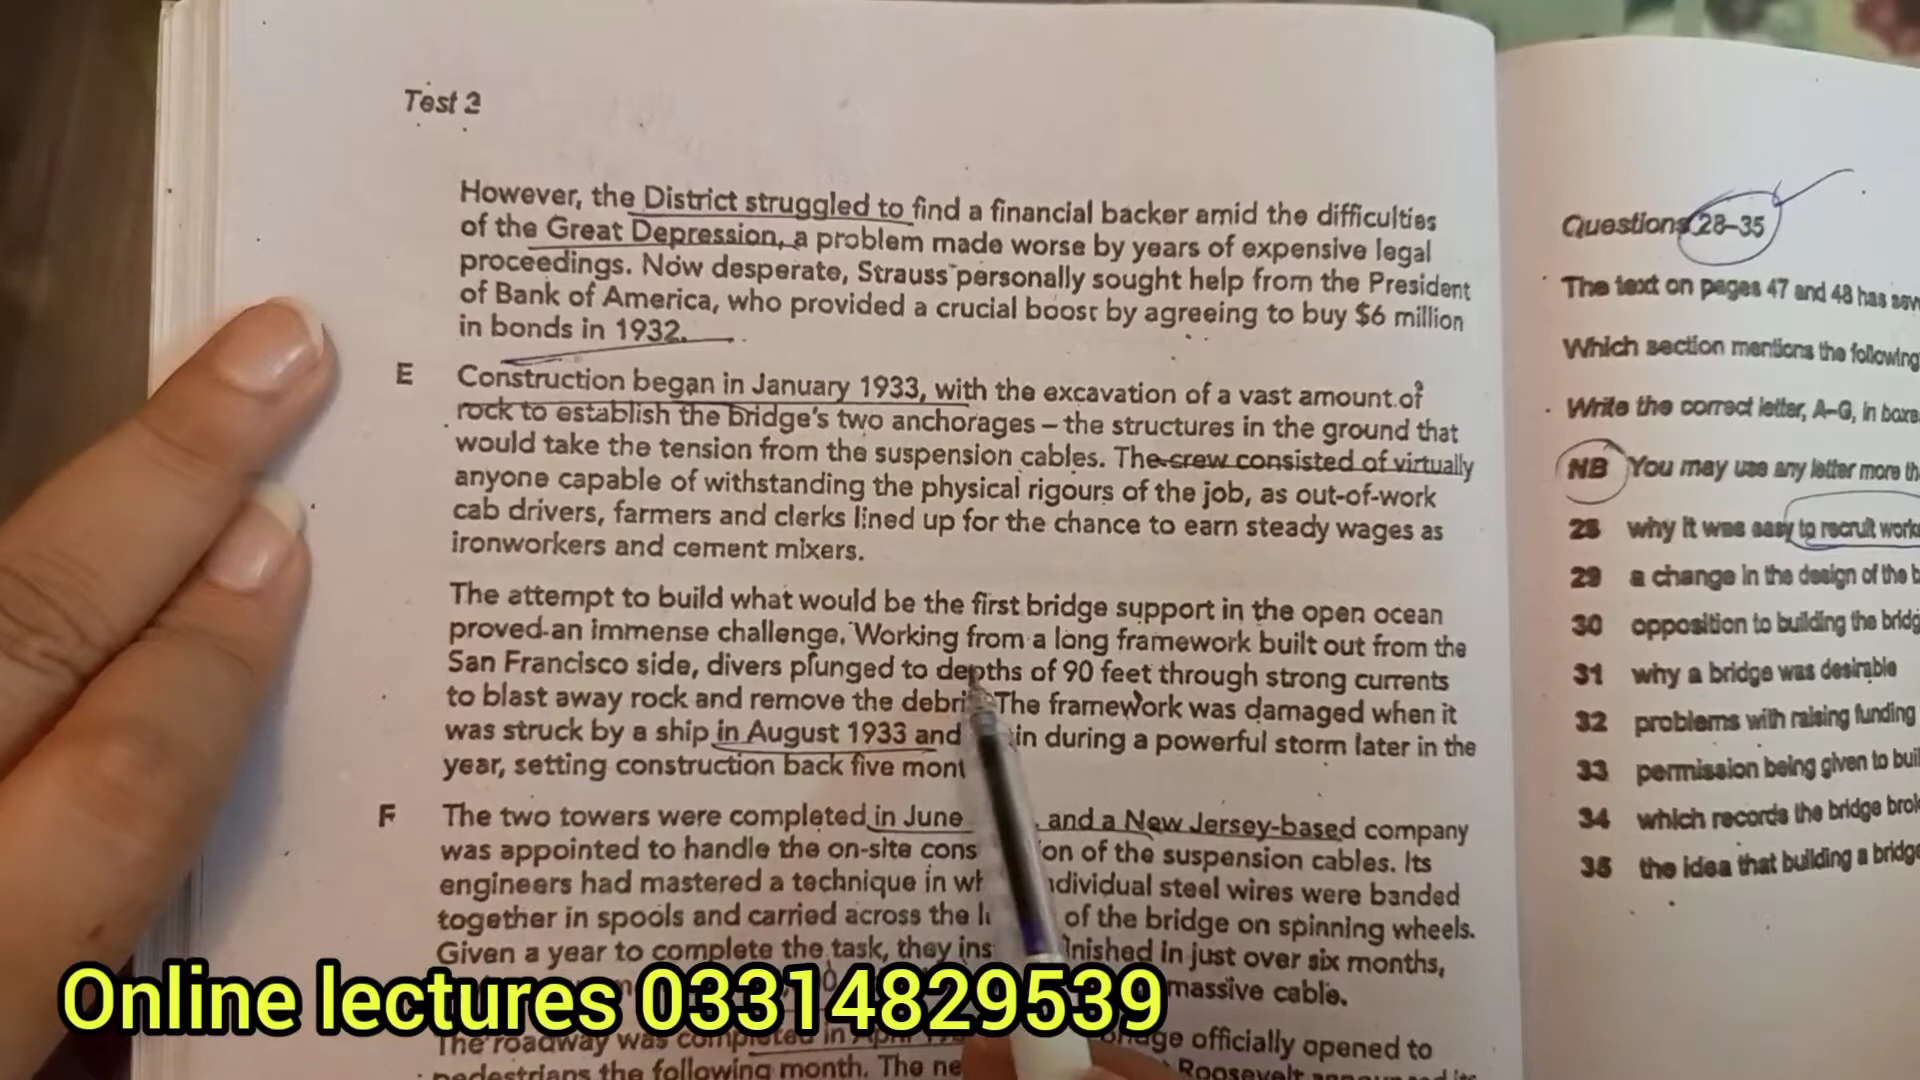 Test 2
However, the District struggled to find a financial backer amid the difficulties
of the Great Depression, a problem made worse by years of expensive legal
proceedings. Now desperate, Strauss personally sought help from the President
of Bank of America, who provided a crucial boost by agreeing to buy $6 million
in bonds in 1932.
E Construction began in January 1933, with the excavation of a vast amount of
rock to establish the bridge's two anchorages – the structures in the ground that
would take the tension from the suspension cables. The crew consisted of virtually
anyone capable of withstanding the physical rigours of the job, as out-of-work
cab drivers, farmers and clerks lined up for the chance to earn steady wages as
ironworkers and cement mixers.
The attempt to build what would be the first bridge support in the open ocean
proved an immense challenge. Working from a long framework built out from the
San Francisco side, divers plunged to depths of 90 feet through strong currents
to blast away rock and remove the debri The framework was damaged when it
was struck by a ship in August 1933 and in during a powerful storm later in the
year, setting construction back five mont
F The two towers were completed in June and a New Jersey-based company
was appointed to handle the on-site cons on of the suspension cables. Its
engineers had mastered a technique in wh ndividual steel wires were banded
together in spools and carried across the l of the bridge on spinning wheels.
Given a year to complete the task, they ins inished in just over six months,
massive cable.
The roadway was completed in officially opened to
pedestrians the following month. The ne Roosevelt announced its
Questions 28–35
The text on pages 47 and 48 has sev
Which section mentions the following
Write the correct letter, A–G, in boxe
NB You may use any letter more th
28 why it was easy to recruit work
29 a change in the design of the b
30 opposition to building the bridg
31 why a bridge was desirable
32 problems with raising funding
33 permission being given to buil
34 which records the bridge brok
35 the idea that building a bridge
Online lectures 03314829539